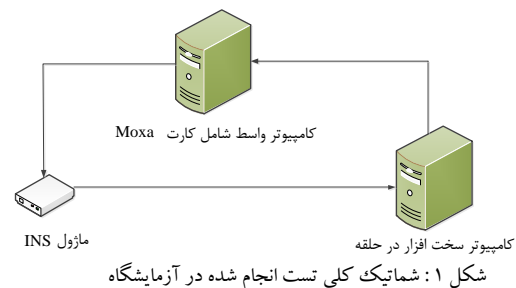 کامپیوتر واسط شامل کارت Moxa
ماژول INS
کامپیوتر سخت افزار در حلقه
شکل ۱: شماتیک کلی تست انجام شده در آزمایشگاه